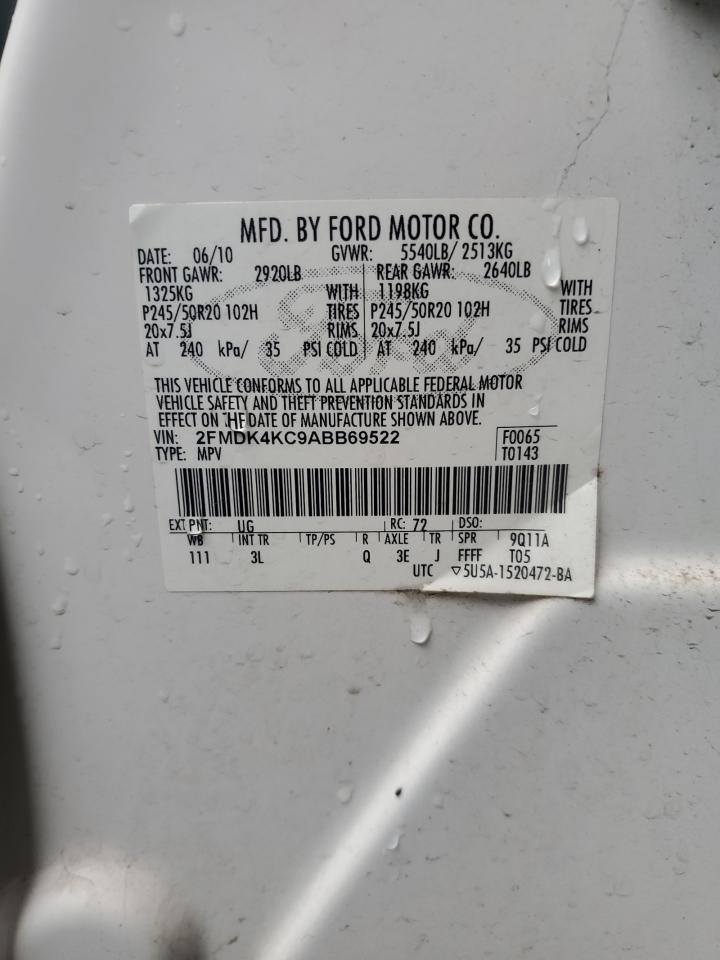 MFD. BY FORD MOTOR CO.
DATE: 06/10 GVWR: 5540LB/ 2513KG
FRONT GAWR: 2920LB REAR GAWR: 2640LB
1325KG WITH 1198KG WITH
P245/50R20 102H TIRES P245/50R20 102H TIRES
20x7.5J RIMS 20x7.5J RIMS
AT 240 kPa/ 35 PSI COLD AT 240 kPa/ 35 PSI COLD
Ford
THIS VEHICLE CONFORMS TO ALL APPLICABLE FEDERAL MOTOR
VEHICLE SAFETY AND THEFT PREVENTION STANDARDS IN
EFFECT ON THE DATE OF MANUFACTURE SHOWN ABOVE.
VIN: 2FMDK4KC9ABB69522 F0065
TYPE: MPV T0143
EXT PNT: UG RC: 72 DSO:
WB INT TR TP/PS R AXLE TR SPR 9Q11A
111 3L Q 3E J FFFF T05
UTC ▽5U5A-1520472-BA